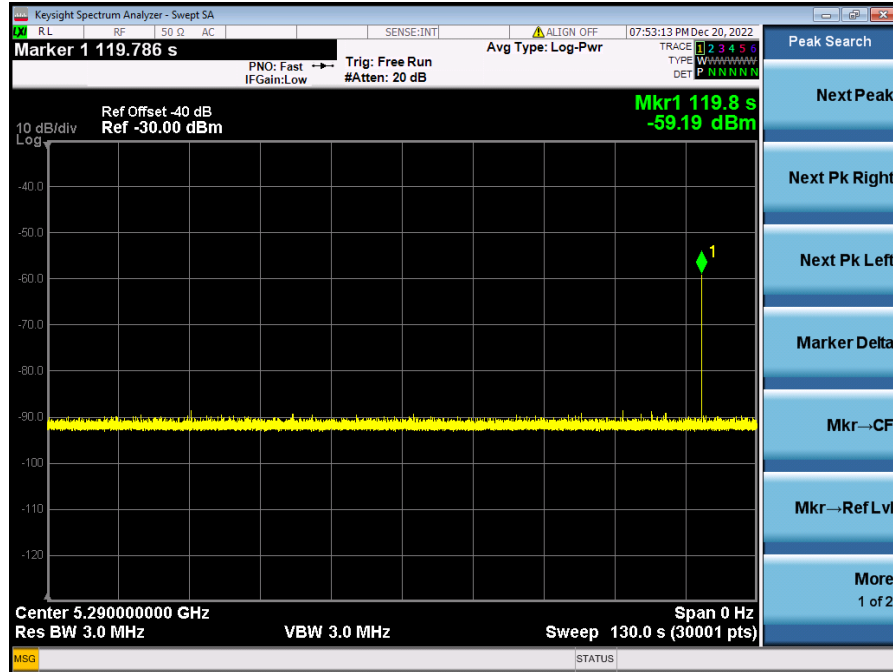 Keysight Spectrum Analyzer - Swept SA
LXI RL RF 50 Ω AC SENSE:INT ALIGN OFF 07:53:13 PM Dec 20, 2022
Marker 1 119.786 s
PNO: Fast
IFGain:Low
Trig: Free Run
#Atten: 20 dB
Avg Type: Log-Pwr
TRACE 1 2 3 4 5 6
TYPE WWWWWW
DET P N N N N N
Peak Search
Next Peak
Next Pk Right
Next Pk Left
Marker Delta
Mkr→CF
Mkr→Ref Lvl
More
1 of 2
Mkr1 119.8 s
-59.19 dBm
Ref Offset -40 dB
10 dB/div Ref -30.00 dBm
Log
1
-40.0
-50.0
-60.0
-70.0
-80.0
-90.0
-100
-110
-120
Center 5.290000000 GHz Span 0 Hz
Res BW 3.0 MHz VBW 3.0 MHz Sweep 130.0 s (30001 pts)
MSG STATUS